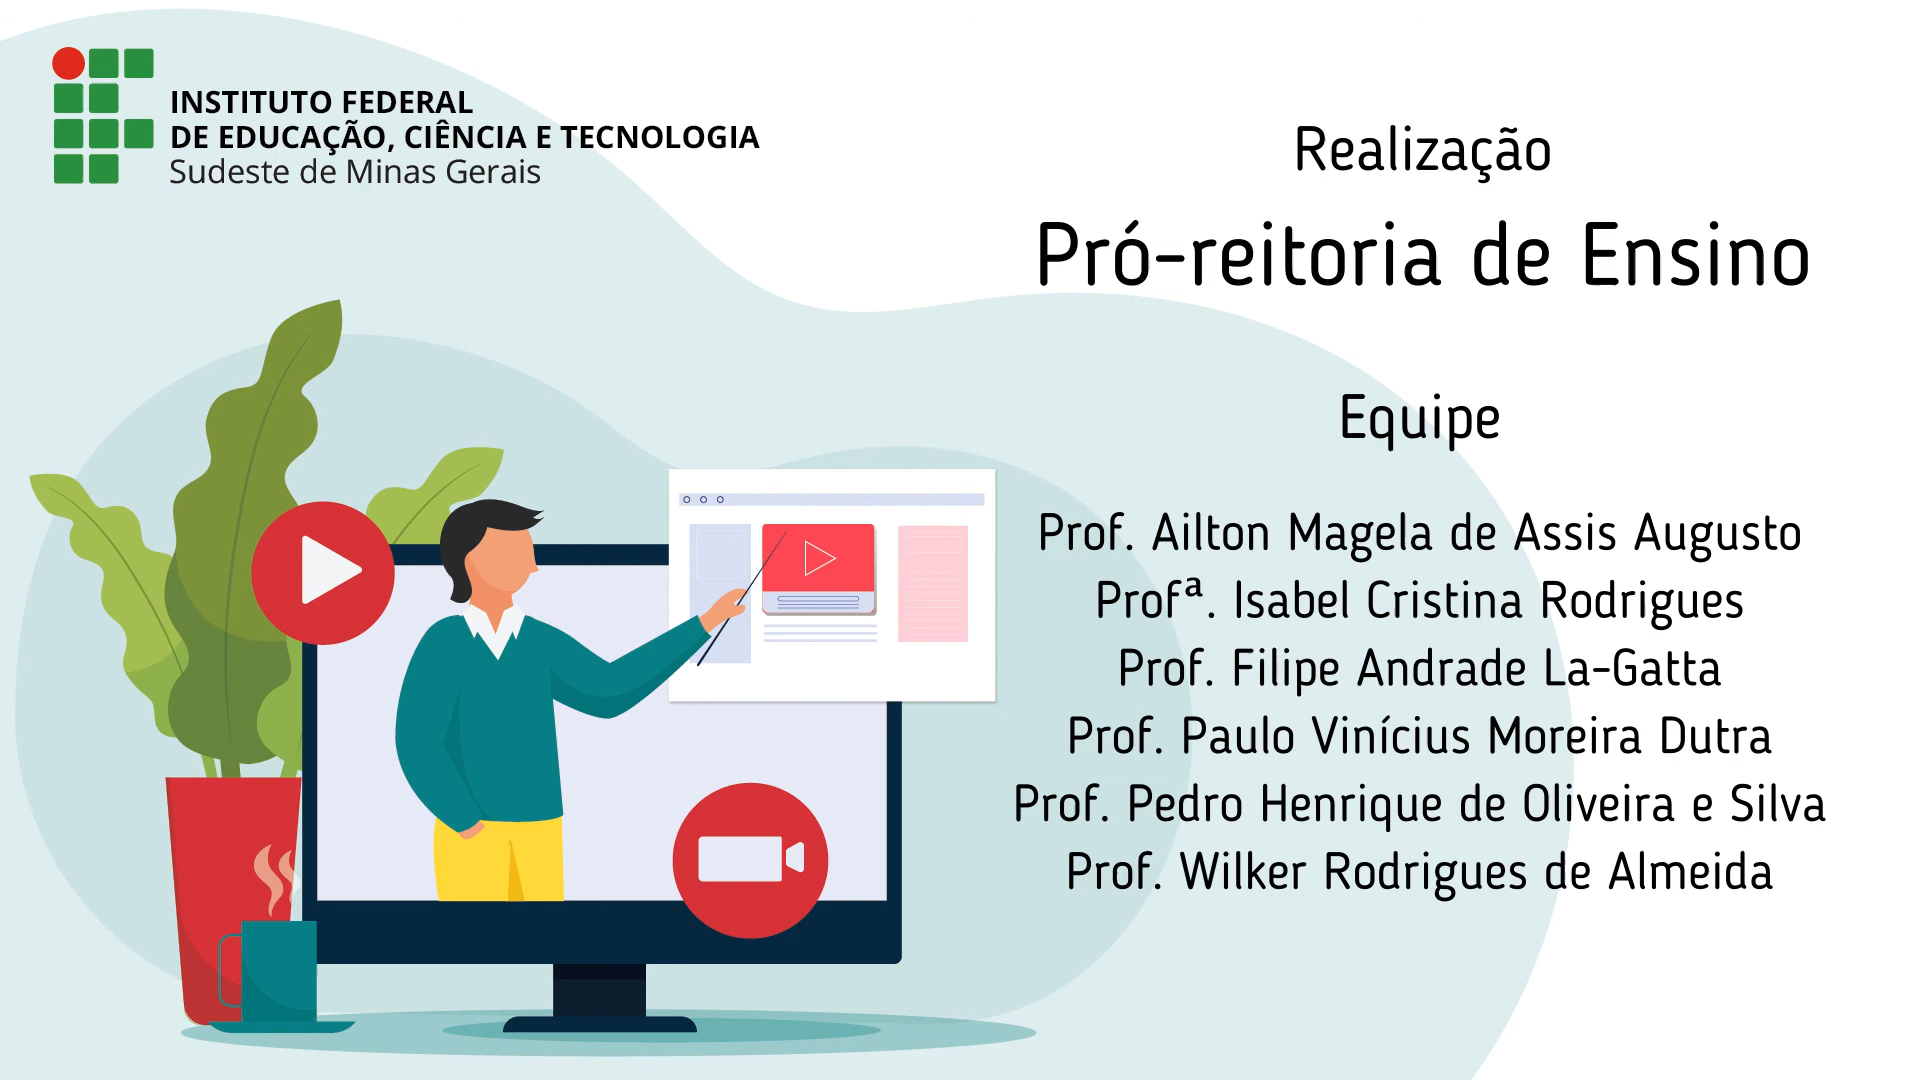 INSTITUTO FEDERAL
DE EDUCAÇÃO, CIÊNCIA E TECNOLOGIA
Sudeste de Minas Gerais
Realização
Pró-reitoria de Ensino
Equipe
Prof. Ailton Magela de Assis Augusto
Profª. Isabel Cristina Rodrigues
Prof. Filipe Andrade La-Gatta
Prof. Paulo Vinícius Moreira Dutra
Prof. Pedro Henrique de Oliveira e Silva
Prof. Wilker Rodrigues de Almeida